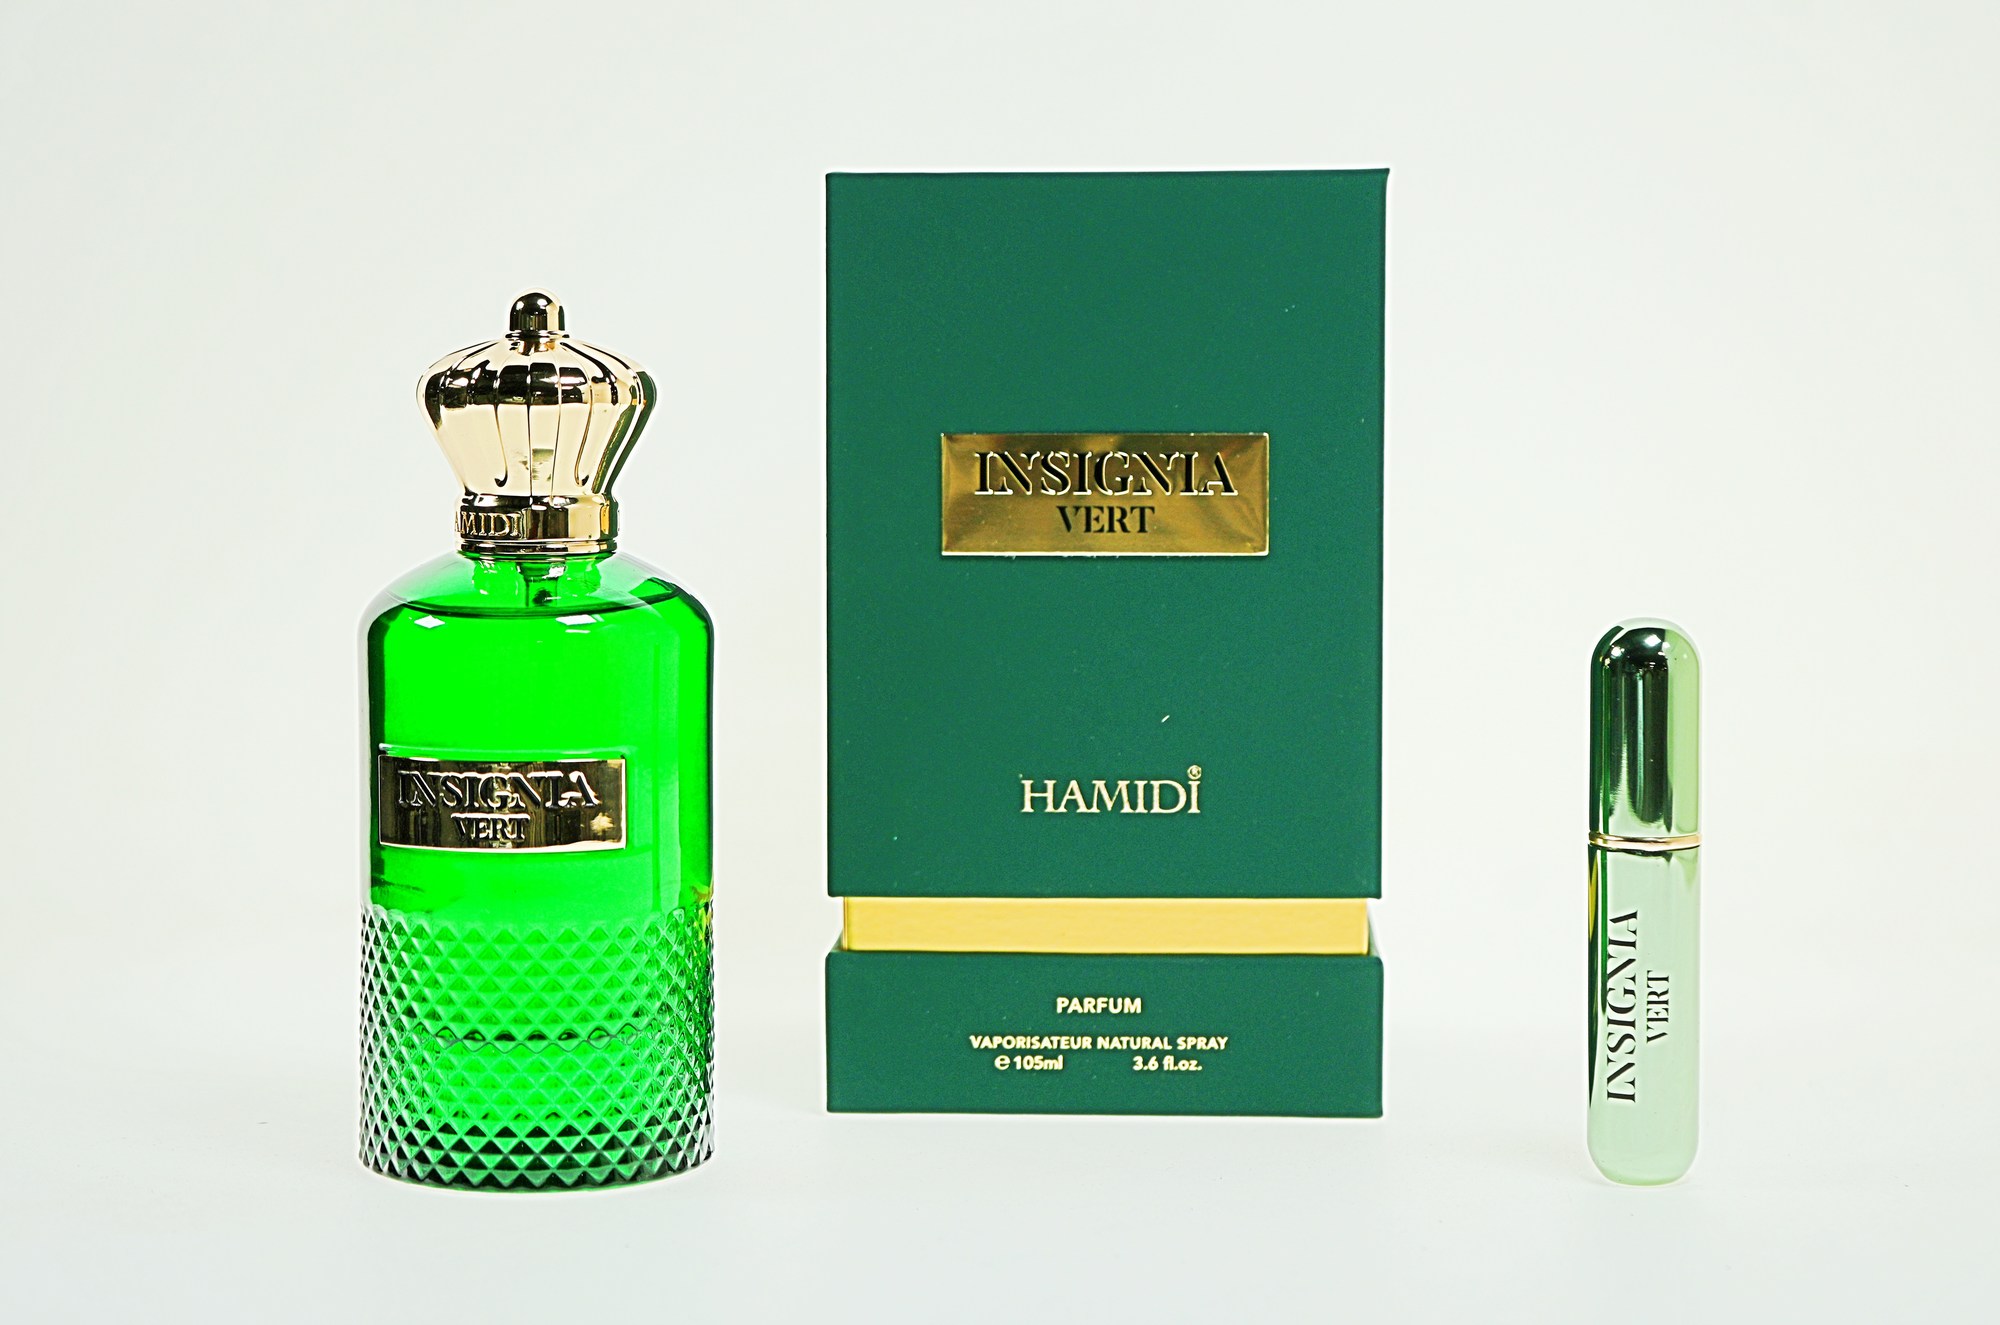 HAMIDI
INSIGNIA
VERT
INSIGNIA
VERT
HAMIDI®
PARFUM
VAPORISATEUR NATURAL SPRAY
℮ 105ml 3.6 fl.oz.
INSIGNIA
VERT